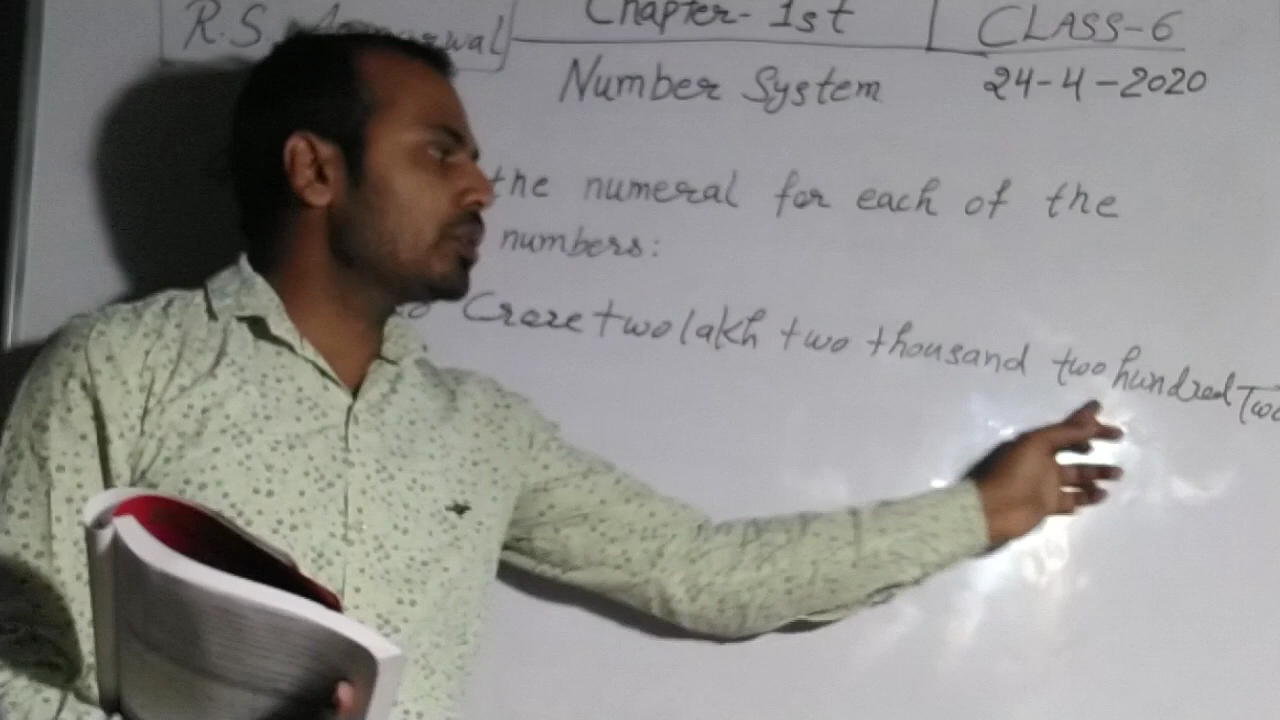 R.S.
Chapter-1st
CLASS-6
Number System
24-4-2020
the numeral for each of the
numbers:
Crore two lakh two thousand two hundred Two